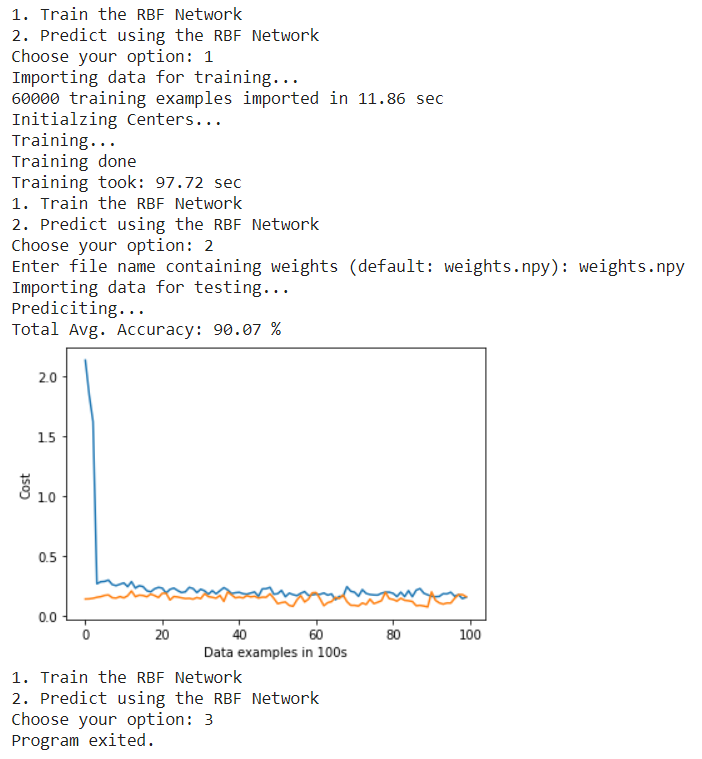 1. Train the RBF Network
2. Predict using the RBF Network
Choose your option: 1
Importing data for training...
60000 training examples imported in 11.86 sec
Initialzing Centers...
Training...
Training done
Training took: 97.72 sec
1. Train the RBF Network
2. Predict using the RBF Network
Choose your option: 2
Enter file name containing weights (default: weights.npy): weights.npy
Importing data for testing...
Prediciting...
Total Avg. Accuracy: 90.07 %
2.0
1.5
1.0
0.5
0.0
Cost
0 20 40 60 80 100
Data examples in 100s
1. Train the RBF Network
2. Predict using the RBF Network
Choose your option: 3
Program exited.